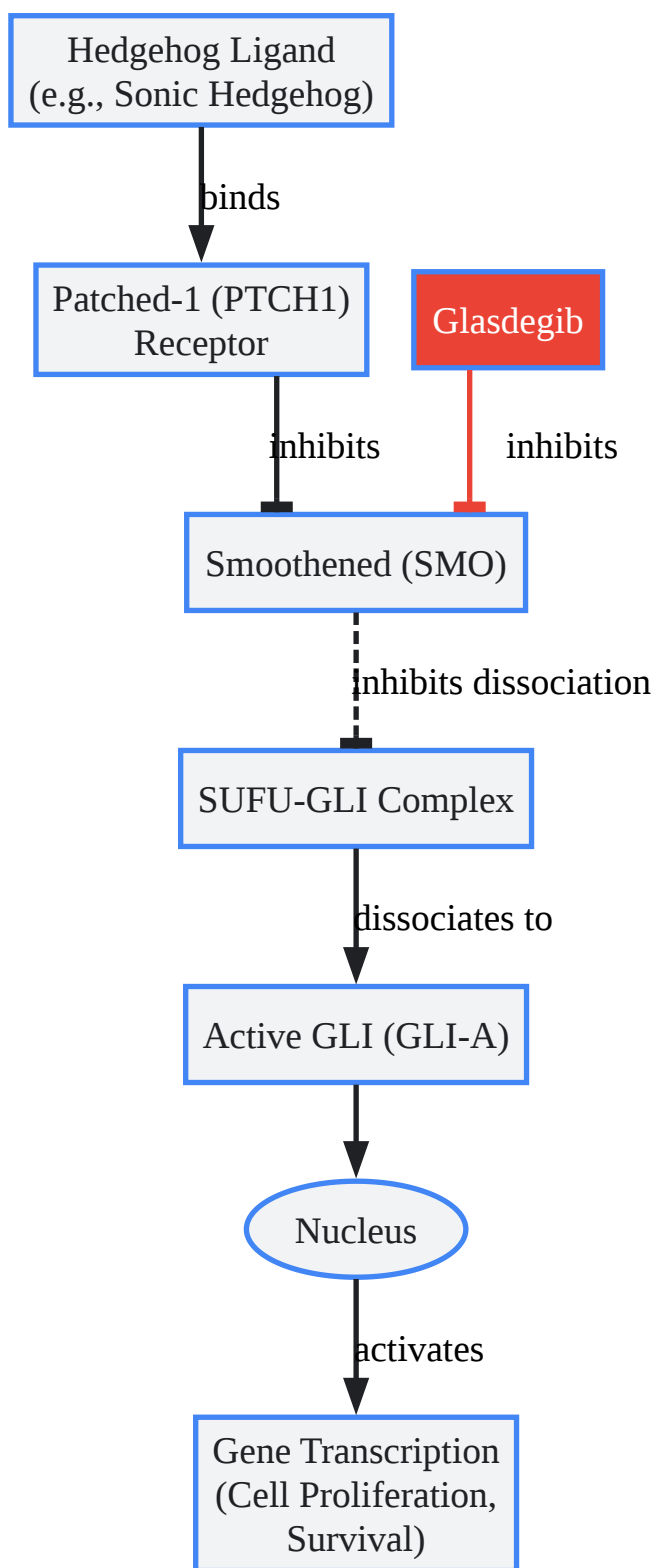 Hedgehog Ligand
(e.g., Sonic Hedgehog)
binds
Patched-1 (PTCH1)
Receptor
Glasdegib
inhibits
inhibits
Smoothened (SMO)
inhibits dissociation
SUFU-GLI Complex
dissociates to
Active GLI (GLI-A)
Nucleus
activates
Gene Transcription
(Cell Proliferation,
Survival)